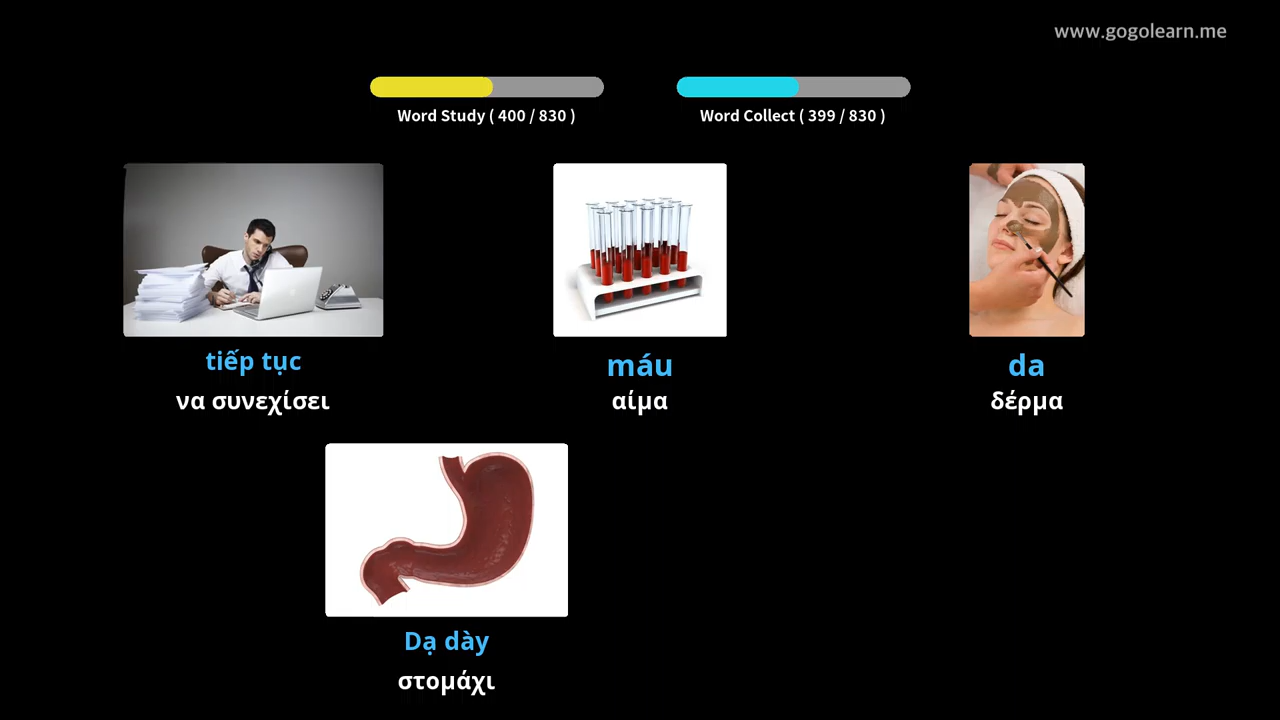 www.gogolearn.me
Word Study ( 400 / 830 )
Word Collect ( 399 / 830 )
tiếp tục
να συνεχίσει
máu
αίμα
da
δέρμα
Dạ dày
στομάχι